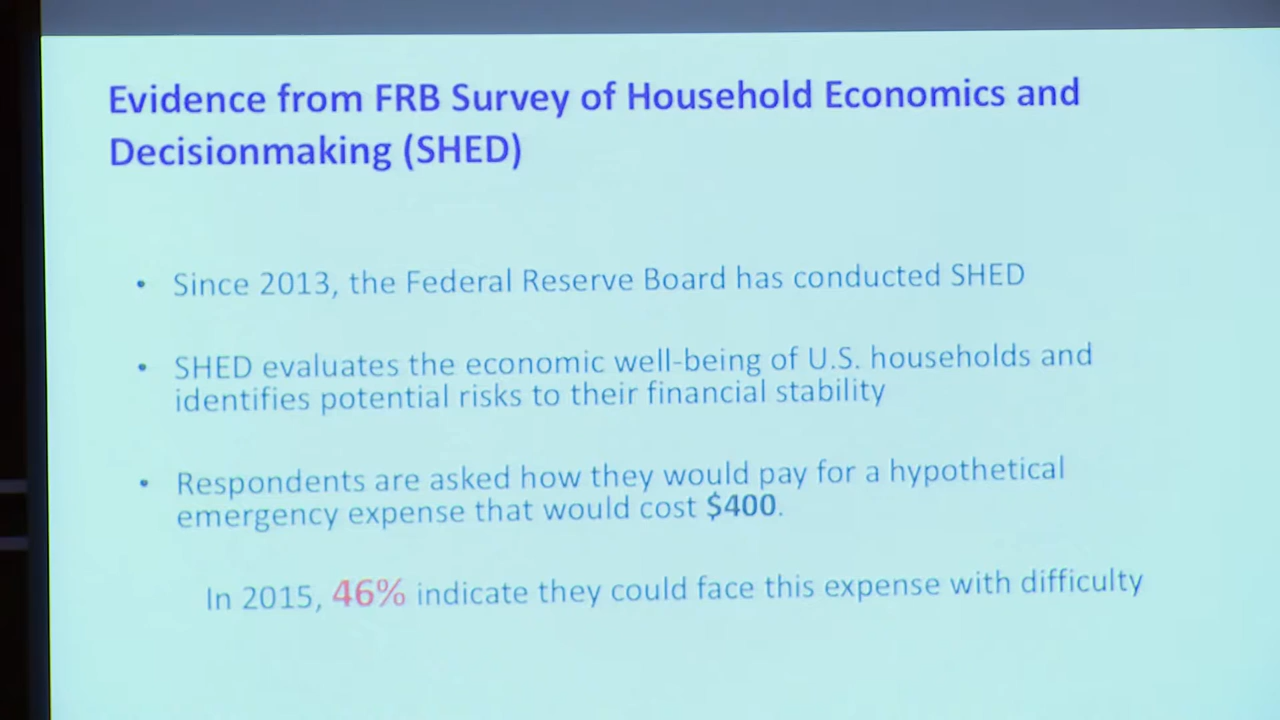 Evidence from FRB Survey of Household Economics and
Decisionmaking (SHED)
• Since 2013, the Federal Reserve Board has conducted SHED
• SHED evaluates the economic well-being of U.S. households and
identifies potential risks to their financial stability
• Respondents are asked how they would pay for a hypothetical
emergency expense that would cost $400.
In 2015, 46% indicate they could face this expense with difficulty